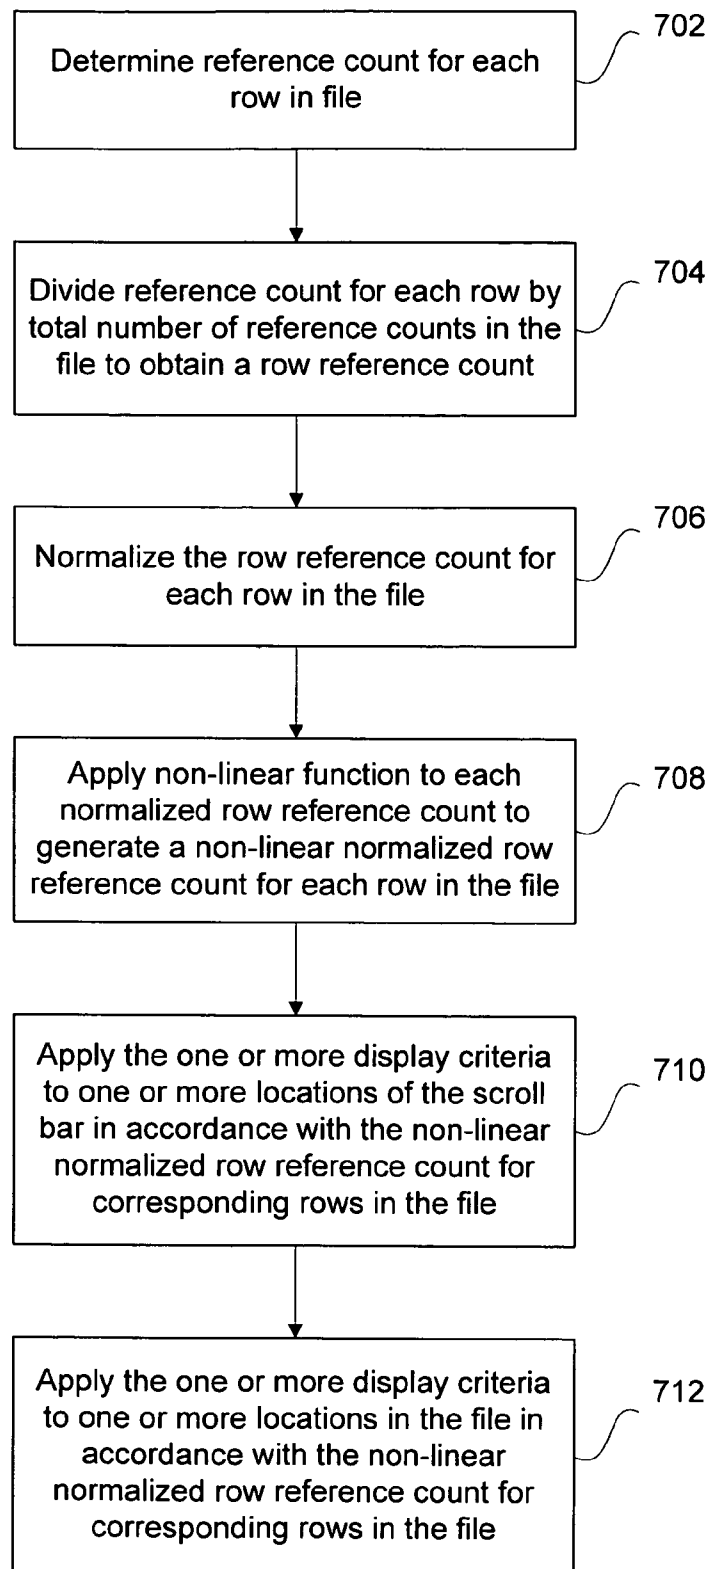 702
Determine reference count for each
row in file
704
Divide reference count for each row by
total number of reference counts in the
file to obtain a row reference count
706
Normalize the row reference count for
each row in the file
708
Apply non-linear function to each
normalized row reference count to
generate a non-linear normalized row
reference count for each row in the file
710
Apply the one or more display criteria
to one or more locations of the scroll
bar in accordance with the non-linear
normalized row reference count for
corresponding rows in the file
712
Apply the one or more display criteria
to one or more locations in the file in
accordance with the non-linear
normalized row reference count for
corresponding rows in the file